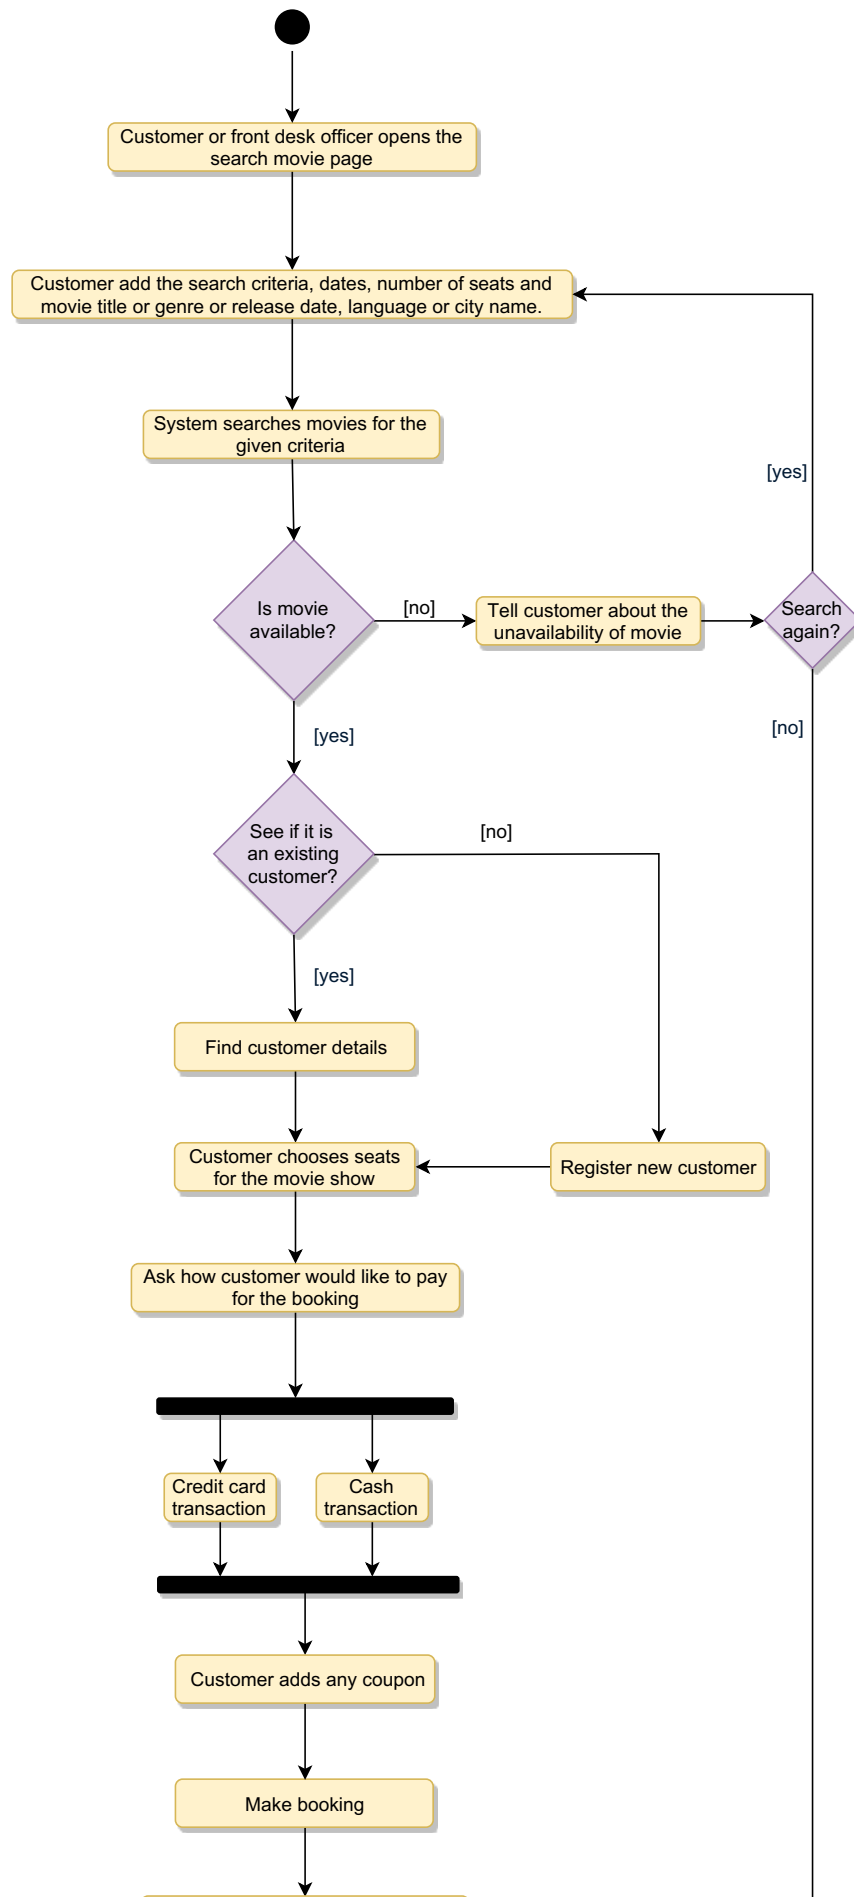 Customer or front desk officer opens the
search movie page
Customer add the search criteria, dates, number of seats and
movie title or genre or release date, language or city name.
System searches movies for the
given criteria
[yes]
Is movie
available?
[no]
Tell customer about the
unavailability of movie
Search
again?
[yes]
[no]
See if it is
an existing
customer?
[no]
[yes]
Find customer details
Customer chooses seats
for the movie show
Register new customer
Ask how customer would like to pay
for the booking
Credit card
transaction
Cash
transaction
Customer adds any coupon
Make booking